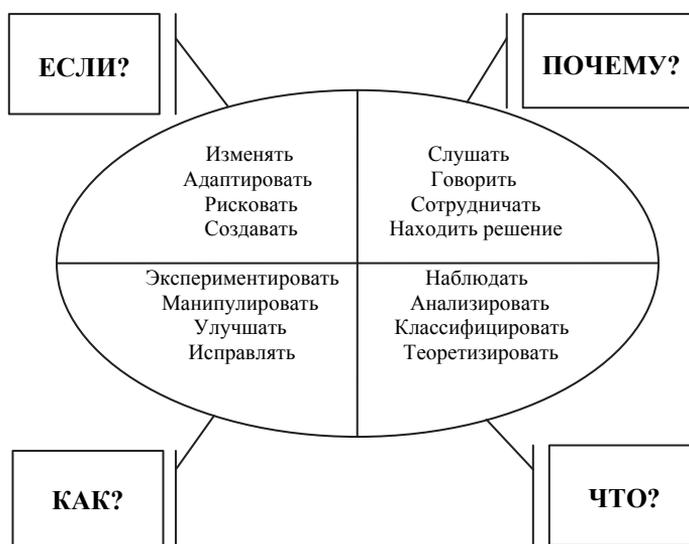 ЕСЛИ?
ПОЧЕМУ?
Изменять
Адаптировать
Рисковать
Создавать
Слушать
Говорить
Сотрудничать
Находить решение
Экспериментировать
Манипулировать
Улучшать
Исправлять
Наблюдать
Анализировать
Классифицировать
Теоретизировать
КАК?
ЧТО?